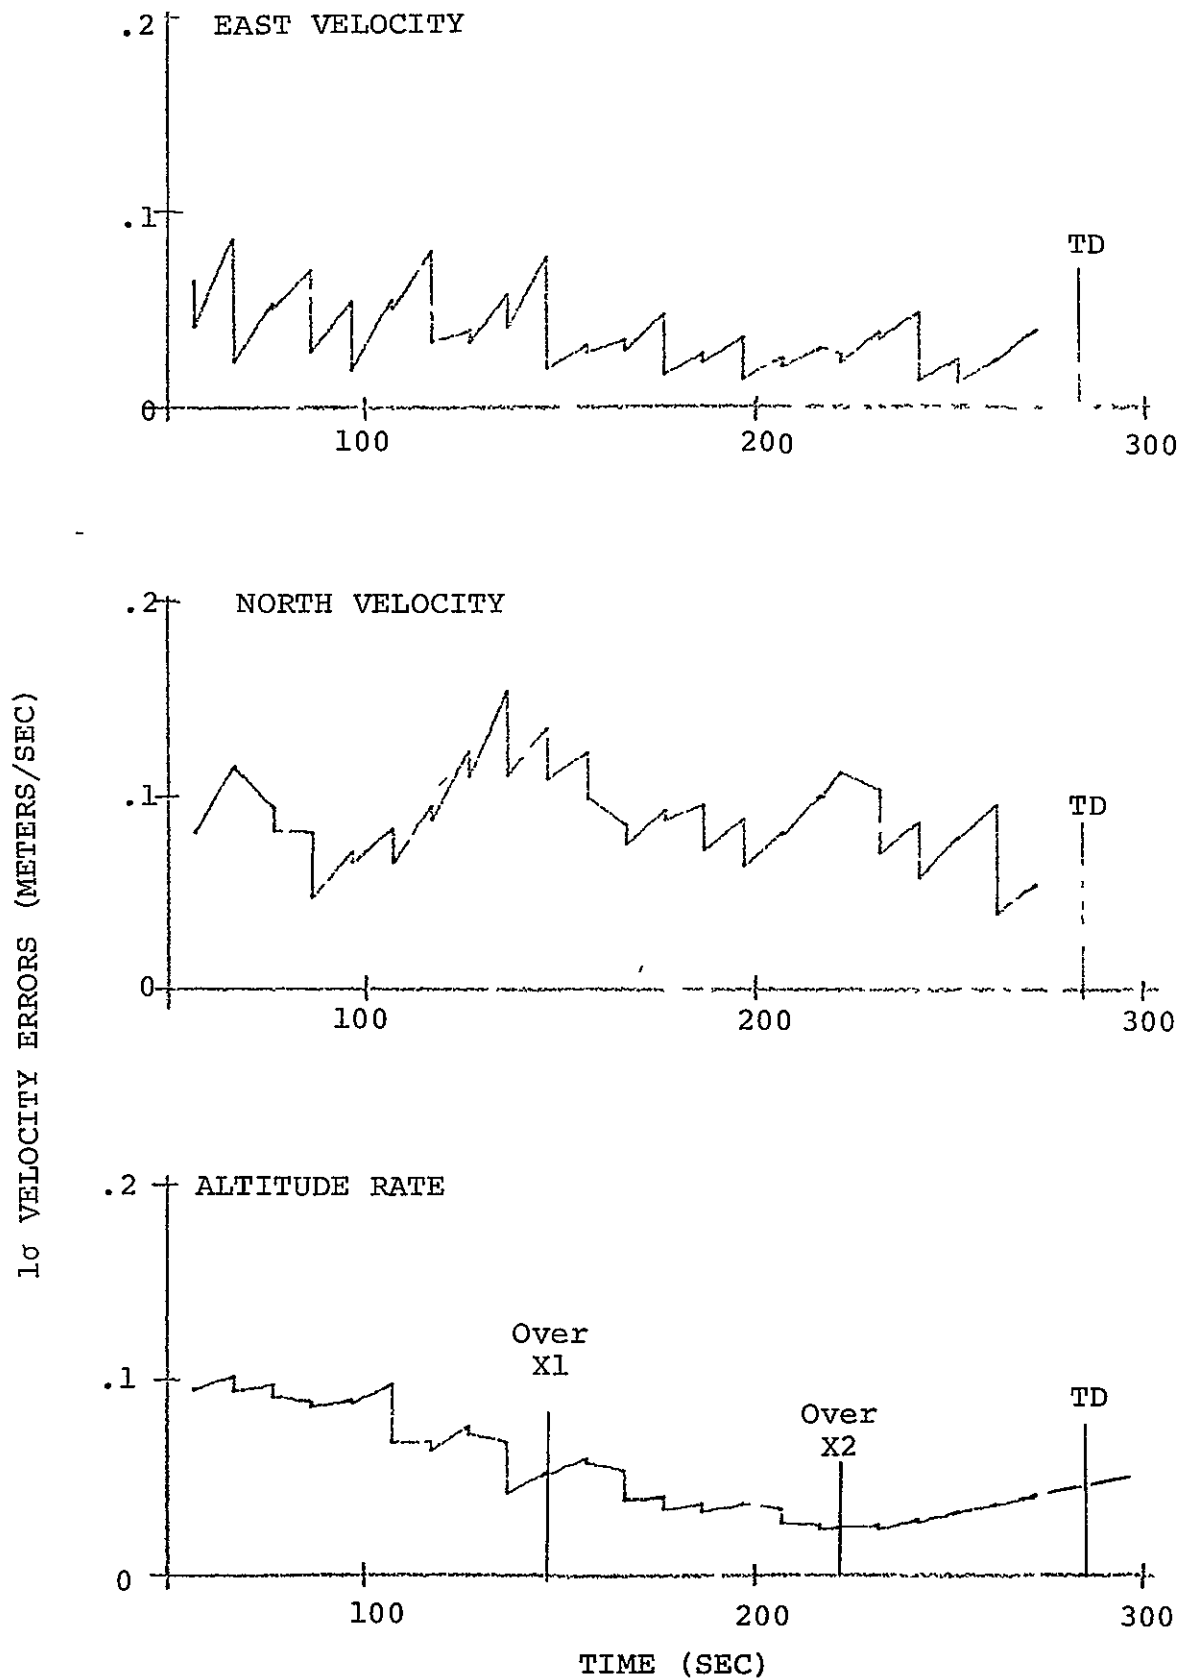 .2
EAST VELOCITY
.1
TD
0
100
200
300
.2
NORTH VELOCITY
.1
TD
0
100
200
300
1σ VELOCITY ERRORS (METERS/SEC)
.2
ALTITUDE RATE
Over
X1
.1
Over
X2
TD
0
100
200
300
TIME (SEC)